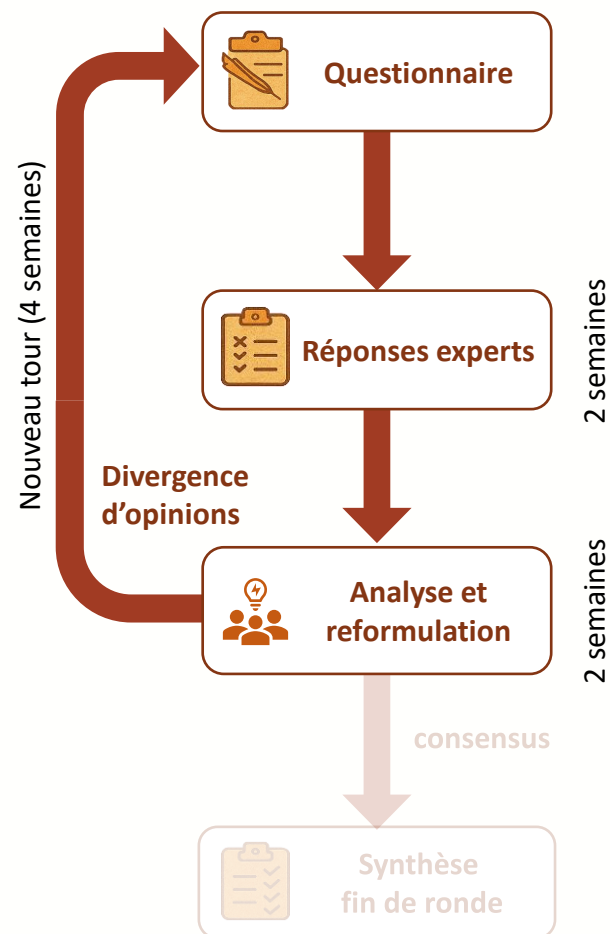 Questionnaire
Nouveau tour (4 semaines)
Réponses experts
2 semaines
Divergence
d'opinions
Analyse et
reformulation
2 semaines
consensus
Synthèse
fin de ronde